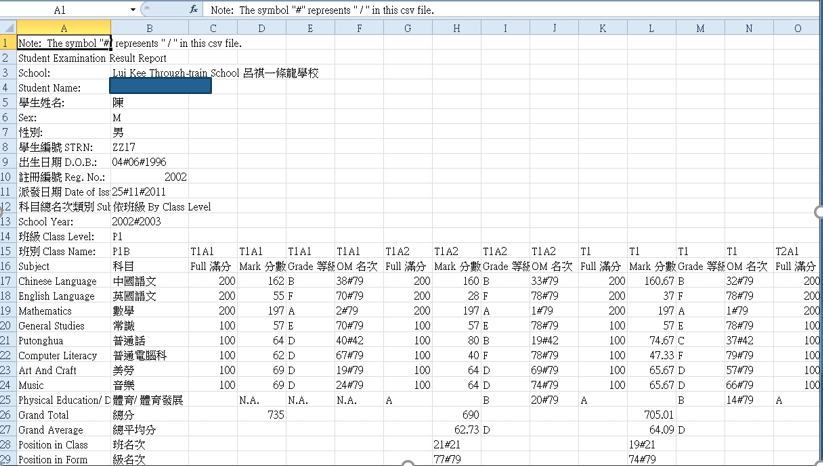 A1 fx Note: The symbol "#" represents " / " in this csv file.
A B C D E F G H I J K L M N O
1 Note: The symbol "#" represents " / " in this csv file.
2 Student Examination Result Report
3 School: Lui Kee Through-train School 呂祺一條龍學校
4 Student Name:
5 學生姓名: 陳
6 Sex: M
7 性別: 男
8 學生編號 STRN: ZZ17
9 出生日期 D.O.B.: 04#06#1996
10 註冊編號 Reg. No.: 2002
11 派發日期 Date of Iss 25#11#2011
12 科目總名次類別 Sub 依班級 By Class Level
13 School Year: 2002#2003
14 班級 Class Level: P1
15 班別 Class Name: P1B T1A1 T1A1 T1A1 T1A1 T1A2 T1A2 T1A2 T1A2 T1 T1 T1 T1 T2A1
16 Subject 科目 Full 滿分 Mark 分數 Grade 等級 OM 名次 Full 滿分 Mark 分數 Grade 等級 OM 名次 Full 滿分 Mark 分數 Grade 等級 OM 名次 Full 滿分
17 Chinese Language 中國語文 200 162 B 38#79 200 160 B 33#79 200 160.67 B 32#79 200
18 English Language 英國語文 200 55 F 70#79 200 28 F 78#79 200 37 F 78#79 200
19 Mathematics 數學 200 197 A 2#79 200 197 A 1#79 200 197 A 1#79 200
20 General Studies 常識 100 57 E 70#79 100 57 E 78#79 100 57 E 78#79 100
21 Putonghua 普通話 100 64 D 40#42 100 80 B 19#42 100 74.67 C 37#42 100
22 Computer Literacy 普通電腦科 100 62 D 67#79 100 40 F 78#79 100 47.33 F 79#79 100
23 Art And Craft 美勞 100 69 D 19#79 100 64 D 69#79 100 65.67 D 57#79 100
24 Music 音樂 100 69 D 24#79 100 64 D 74#79 100 65.67 D 66#79 100
25 Physical Education/ D 體育/ 體育發展 N.A. N.A. N.A. A B 20#79 A B 14#79 A
26 Grand Total 總分 735 690 705.01
27 Grand Average 總平均分 62.73 D 64.09 D
28 Position in Class 班名次 21#21 19#21
29 Position in Form 級名次 77#79 74#79